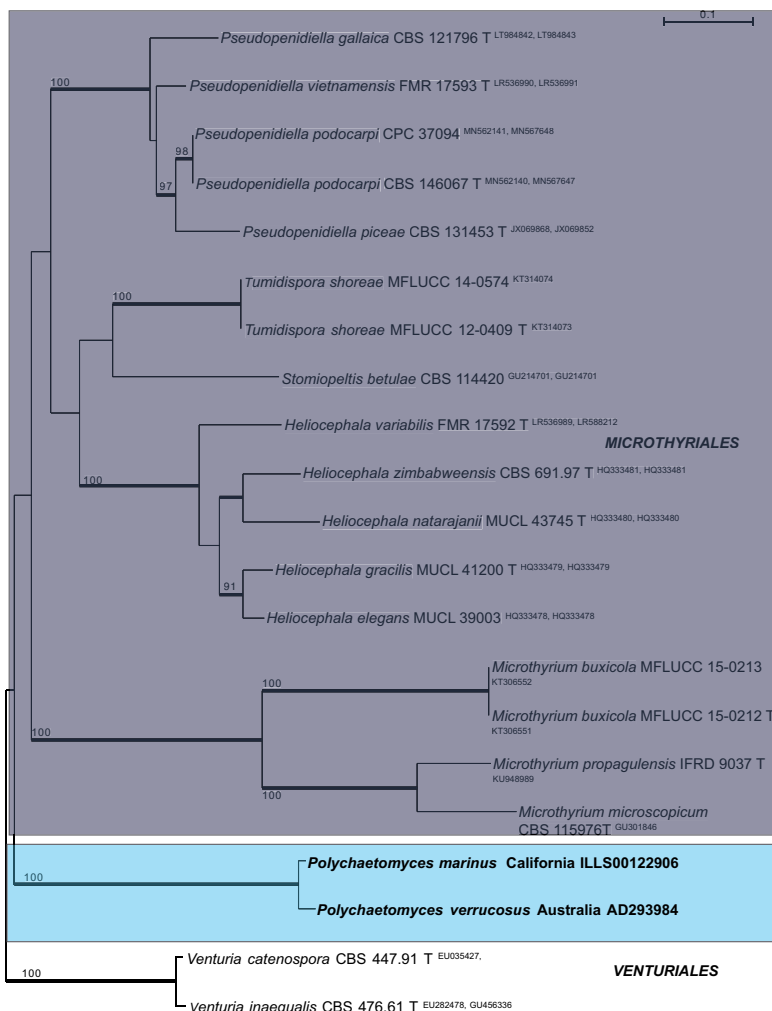 0.1
Pseudopenidiella gallaica CBS 121796 T LT984842, LT984843
100
Pseudopenidiella vietnamensis FMR 17593 T LR536990, LR536991
Pseudopenidiella podocarpi CPC 37094 MN562141, MN567648
98
Pseudopenidiella podocarpi CBS 146067 T MN562140, MN567647
97
Pseudopenidiella piceae CBS 131453 T JX069868, JX069852
Tumidispora shoreae MFLUCC 14-0574 KT314074
100
Tumidispora shoreae MFLUCC 12-0409 T KT314073
Stomiopeltis betulae CBS 114420 GU214701, GU214701
Heliocephala variabilis FMR 17592 T LR536989, LR588212
MICROTHYRIALES
Heliocephala zimbabweensis CBS 691.97 T HQ333481, HQ333481
100
Heliocephala natarajanii MUCL 43745 T HQ333480, HQ333480
Heliocephala gracilis MUCL 41200 T HQ333479, HQ333479
91
Heliocephala elegans MUCL 39003 HQ333478, HQ333478
Microthyrium buxicola MFLUCC 15-0213
KT306552
100
Microthyrium buxicola MFLUCC 15-0212 T
KT306551
100
Microthyrium propagulensis IFRD 9037 T
KU948989
100
Microthyrium microscopicum
CBS 115976T GU301846
Polychaetomyces marinus California ILLS00122906
100
Polychaetomyces verrucosus Australia AD293984
Venturia catenospora CBS 447.91 T EU035427,
100
VENTURIALES
Venturia inaequalis CBS 476.61 T EU282478, GU456336